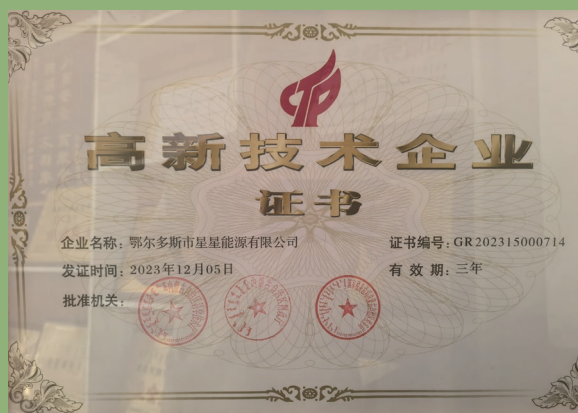 高新技术企业
证书
企业名称：鄂尔多斯市星星能源有限公司
证书编号：GR202315000714
发证时间：2023年12月05日
有效期：三年
批准机关：